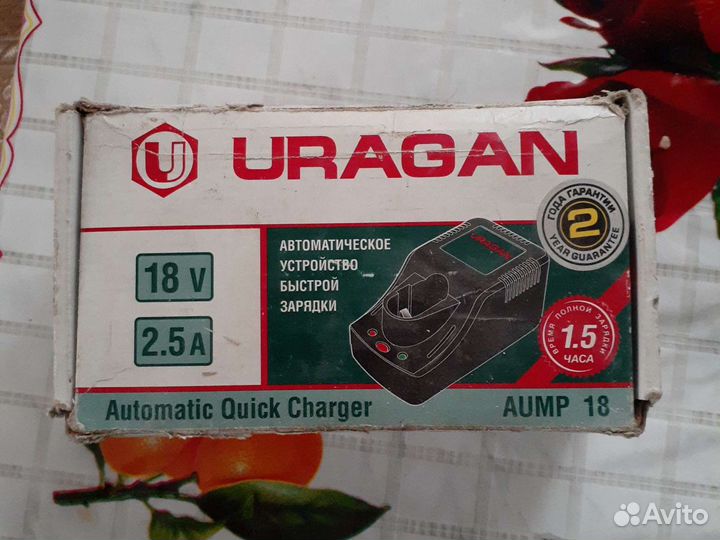 U URAGAN
ГОДА ГАРАНТИИ
2
YEAR GUARANTEE
18 V
2.5 A
АВТОМАТИЧЕСКОЕ
УСТРОЙСТВО
БЫСТРОЙ
ЗАРЯДКИ
URAGAN
ВРЕМЯ ПОЛНОЙ ЗАРЯДКИ
1.5
ЧАСА
Automatic Quick Charger
AUMP 18
Avito